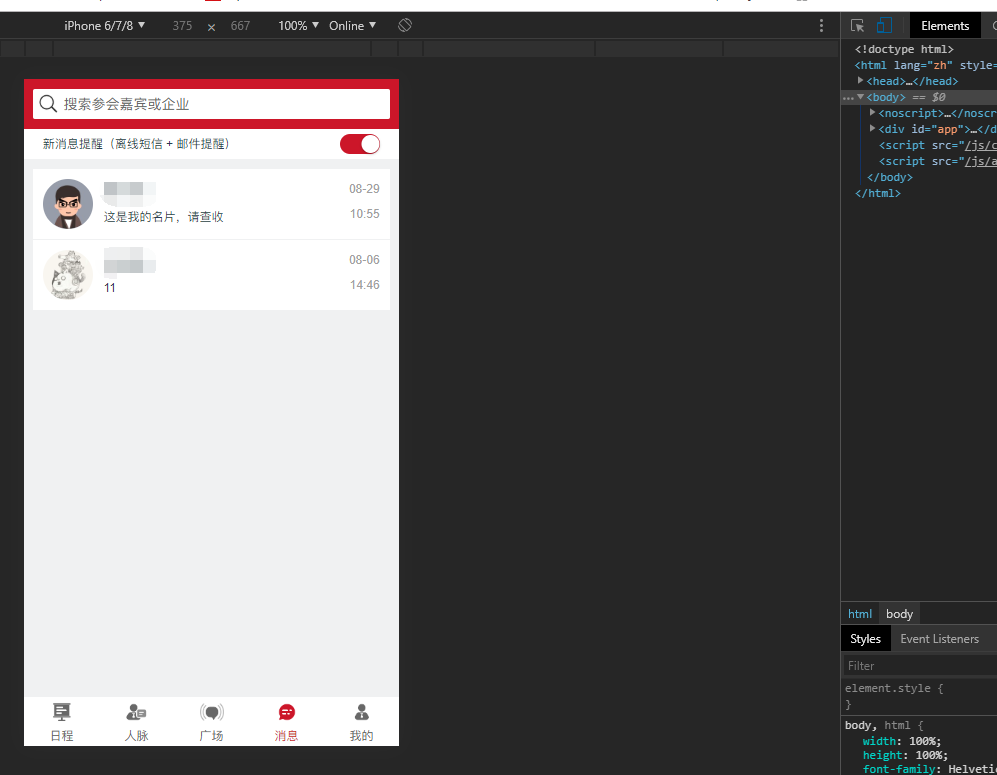 iPhone 6/7/8 ▼ 375 × 667 100% ▼ Online ▼
Elements
搜索参会嘉宾或企业
新消息提醒（离线短信 + 邮件提醒）
08-29
这是我的名片，请查收
10:55
08-06
11
14:46
日程 人脉 广场 消息 我的
<!doctype html>
<html lang="zh" style=
<head>…</head>
<body> == $0
<noscript>…</noscr
<div id="app">…</d
<script src="/js/c
<script src="/js/a
</body>
</html>
html body
Styles Event Listeners
Filter
element.style {
}
body, html {
width: 100%;
height: 100%;
font-family: Helvetic